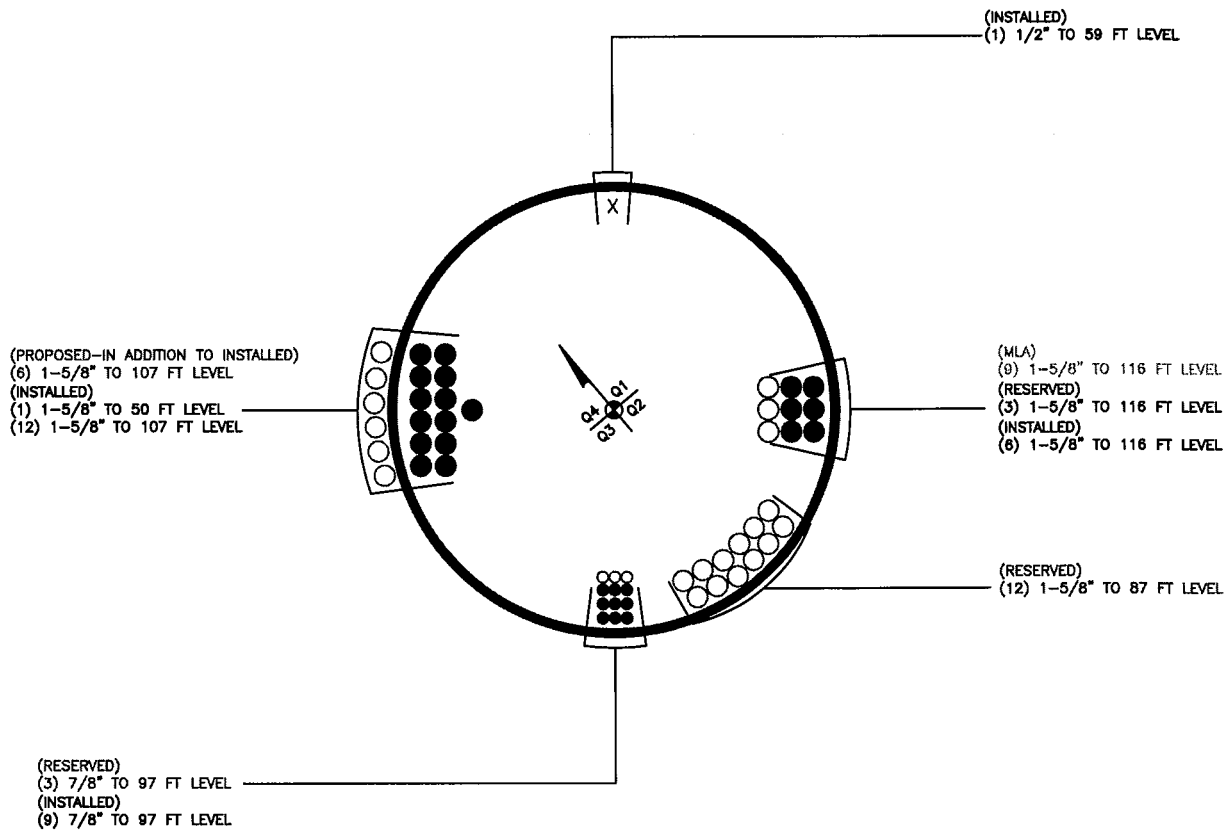 (INSTALLED)
(1) 1/2" TO 59 FT LEVEL
X
(PROPOSED-IN ADDITION TO INSTALLED)
(6) 1-5/8" TO 107 FT LEVEL
(INSTALLED)
(1) 1-5/8" TO 50 FT LEVEL
(12) 1-5/8" TO 107 FT LEVEL
Q1
Q2
Q4
Q3
(MLA)
(9) 1-5/8" TO 116 FT LEVEL
(RESERVED)
(3) 1-5/8" TO 116 FT LEVEL
(INSTALLED)
(6) 1-5/8" TO 116 FT LEVEL
(RESERVED)
(12) 1-5/8" TO 87 FT LEVEL
(RESERVED)
(3) 7/8" TO 97 FT LEVEL
(INSTALLED)
(9) 7/8" TO 97 FT LEVEL